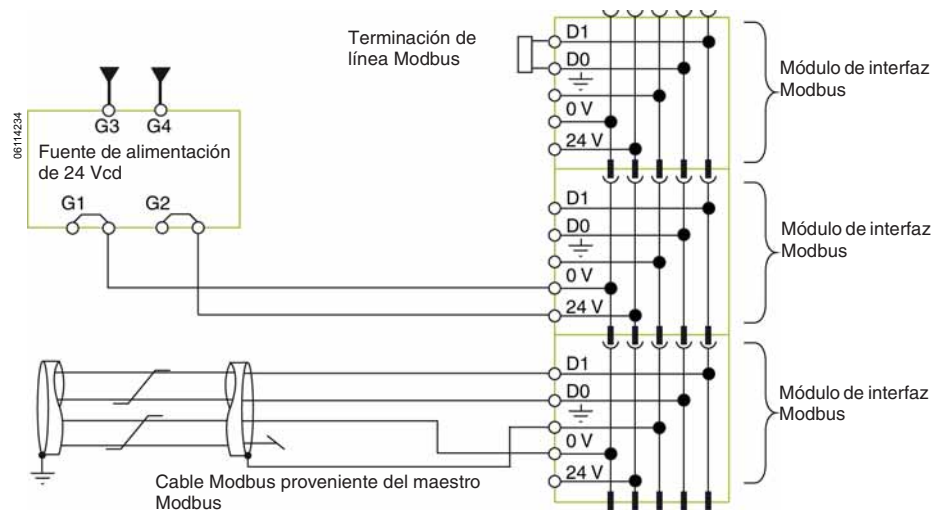 Terminación de
línea Modbus
D1
D0
0 V
24 V
Módulo de interfaz
Modbus
06114234
G3 G4
Fuente de alimentación
de 24 Vcd
G1 G2
D1
D0
0 V
24 V
Módulo de interfaz
Modbus
D1
D0
0 V
24 V
Módulo de interfaz
Modbus
Cable Modbus proveniente del maestro
Modbus